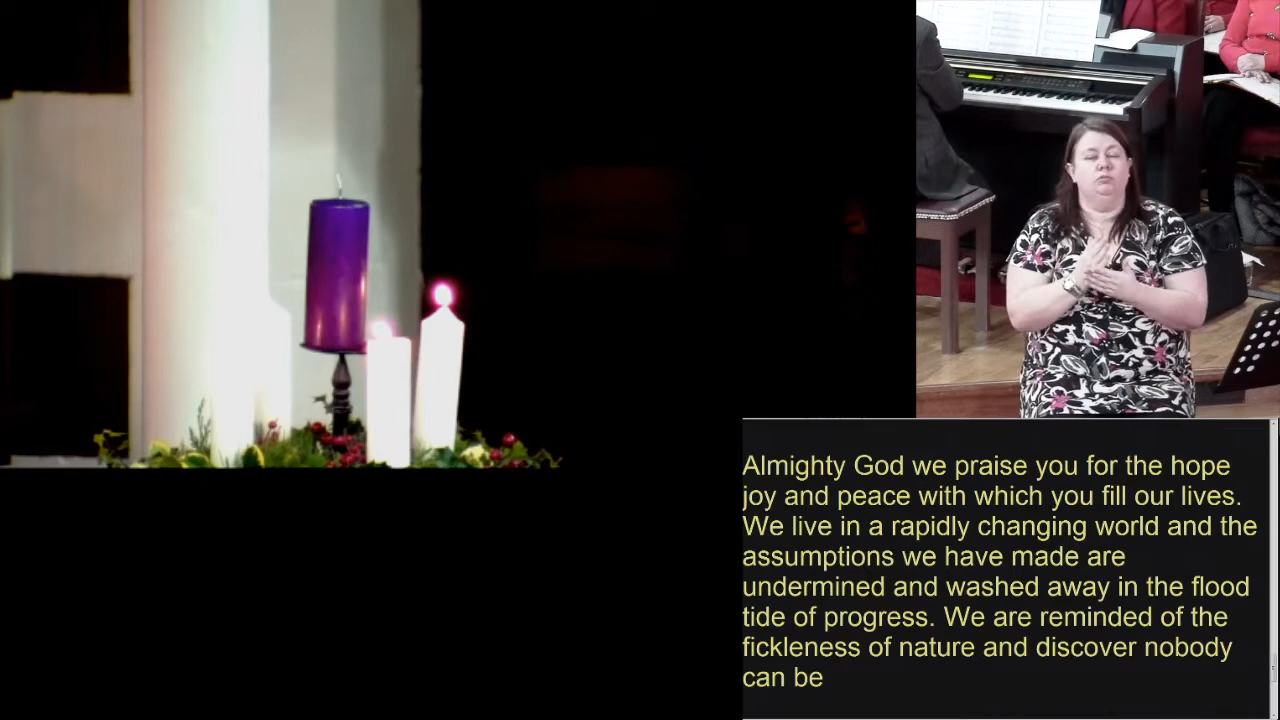 Almighty God we praise you for the hope
joy and peace with which you fill our lives.
We live in a rapidly changing world and the
assumptions we have made are
undermined and washed away in the flood
tide of progress. We are reminded of the
fickleness of nature and discover nobody
can be